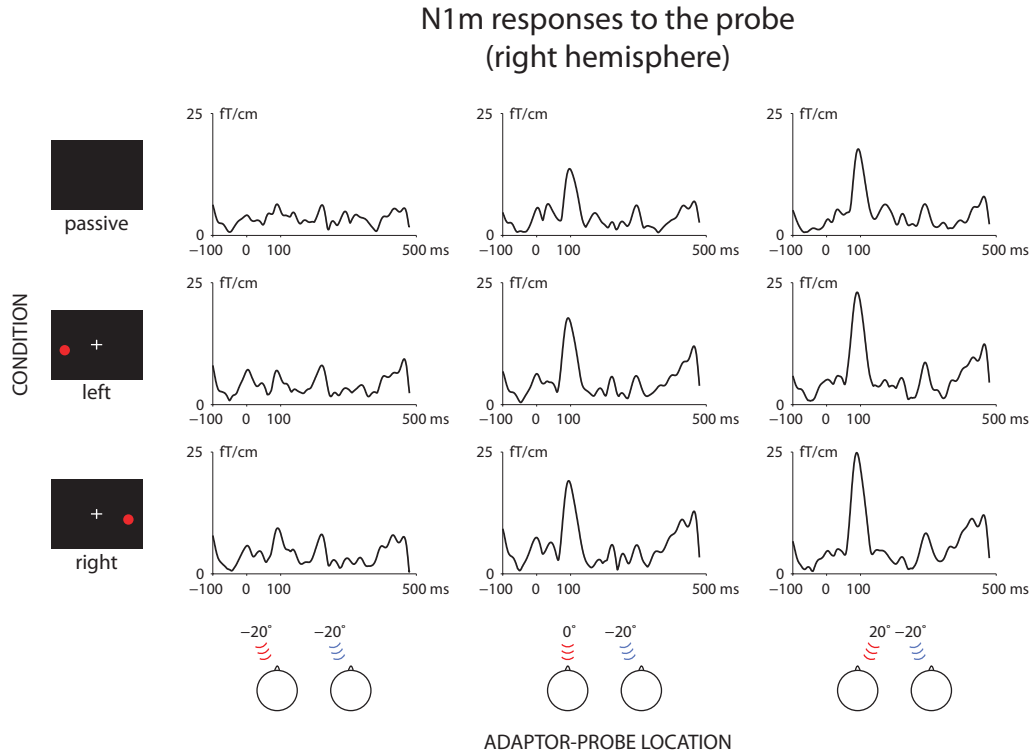 N1m responses to the probe
(right hemisphere)
CONDITION
passive
25 fT/cm
0
−100 0 100 500 ms
25 fT/cm
0
−100 0 100 500 ms
25 fT/cm
0
−100 0 100 500 ms
left
25 fT/cm
0
−100 0 100 500 ms
25 fT/cm
0
−100 0 100 500 ms
25 fT/cm
0
−100 0 100 500 ms
right
25 fT/cm
0
−100 0 100 500 ms
25 fT/cm
0
−100 0 100 500 ms
25 fT/cm
0
−100 0 100 500 ms
−20° −20° 0° −20° 20° −20°
ADAPTOR-PROBE LOCATION